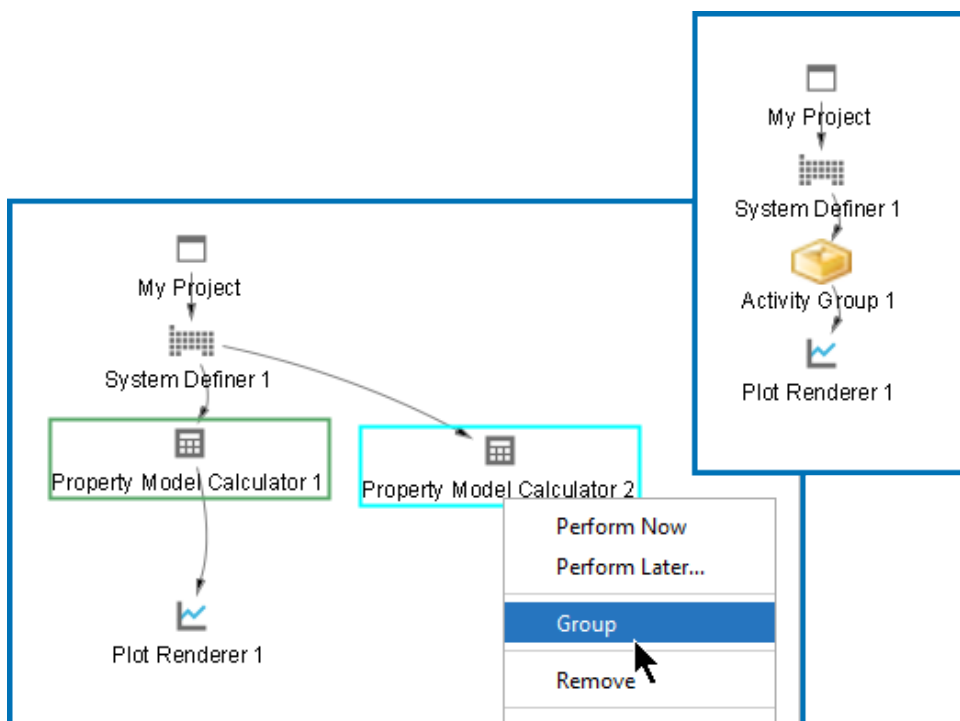 My Project
System Definer 1
Activity Group 1
Plot Renderer 1
My Project
System Definer 1
Property Model Calculator 1
Property Model Calculator 2
Perform Now
Perform Later...
Group
Remove
Plot Renderer 1